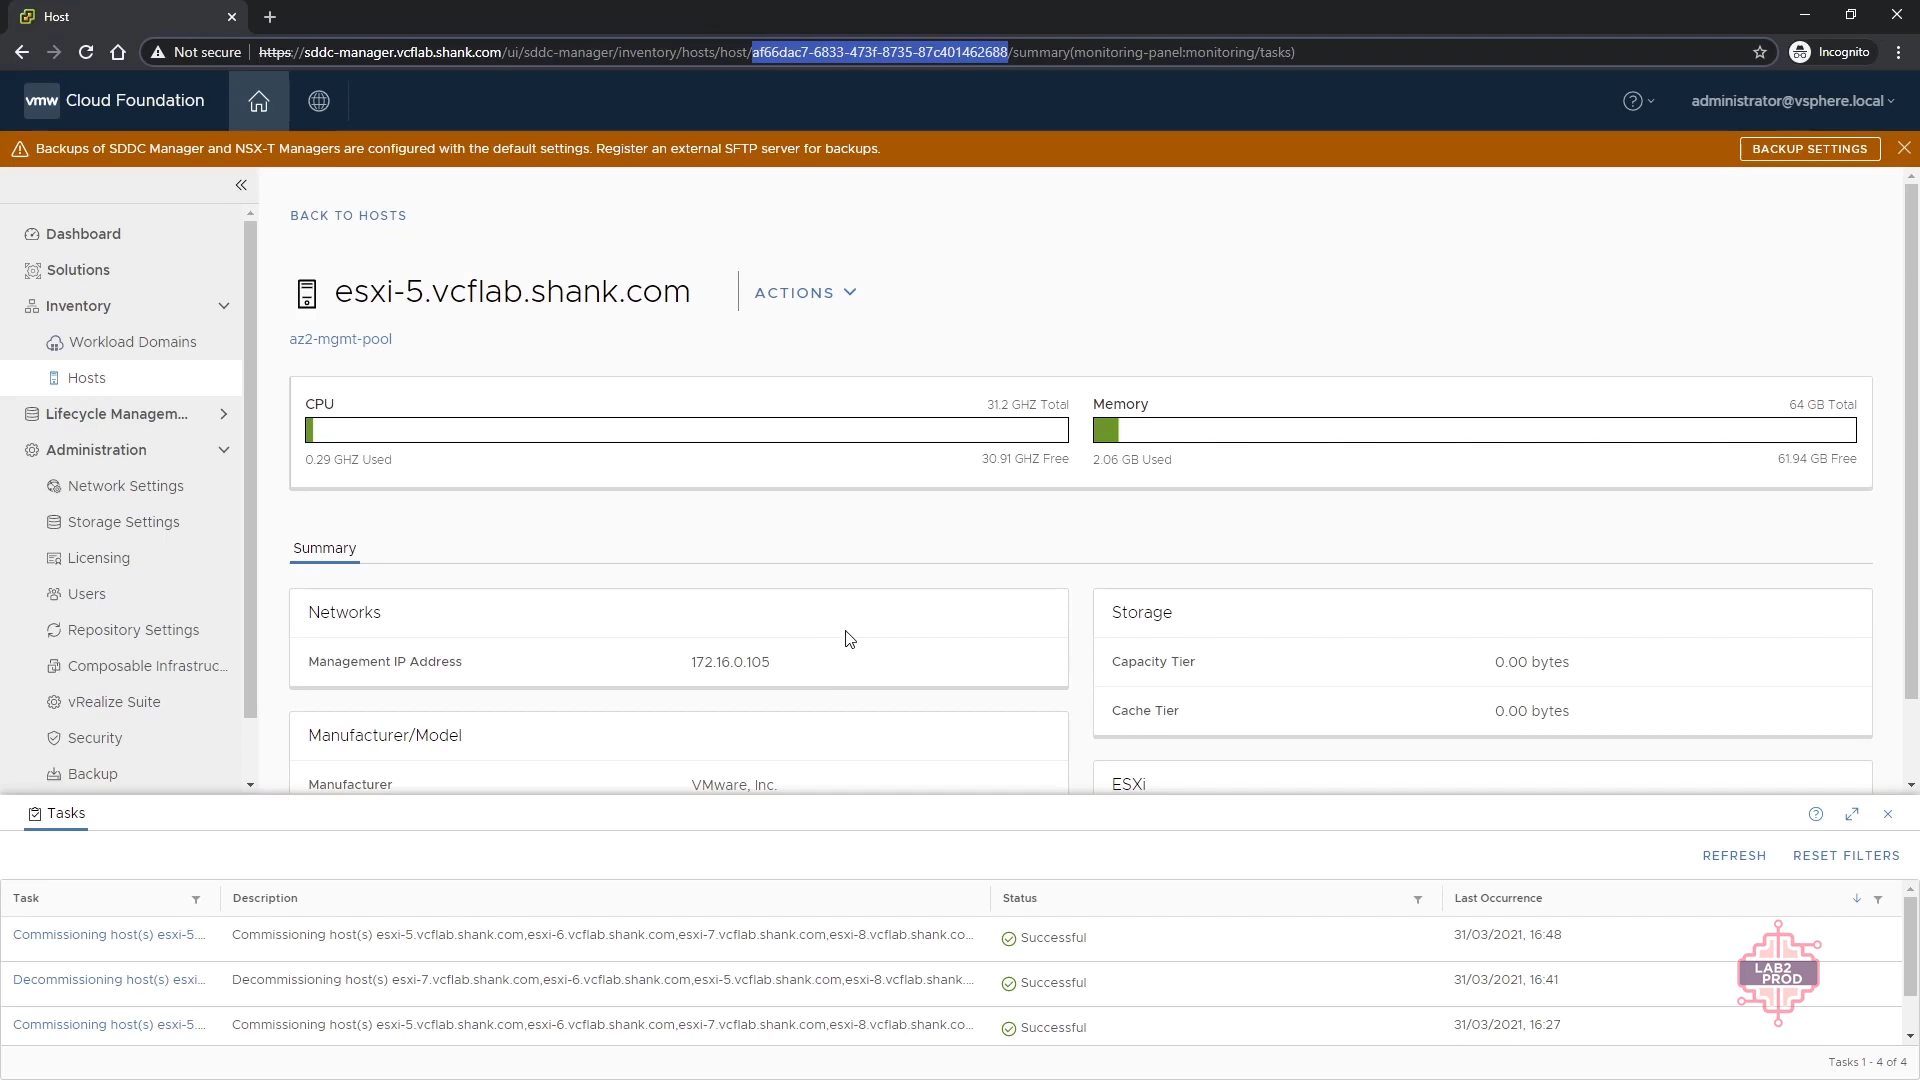 Host
Not secure | https://sddc-manager.vcflab.shank.com/ui/sddc-manager/inventory/hosts/host/af66dac7-6833-473f-8735-87c401462688/summary(monitoring-panel:monitoring/tasks)
Incognito
vmw Cloud Foundation
administrator@vsphere.local
Backups of SDDC Manager and NSX-T Managers are configured with the default settings. Register an external SFTP server for backups.
BACKUP SETTINGS
Dashboard
Solutions
Inventory
Workload Domains
Hosts
Lifecycle Managem...
Administration
Network Settings
Storage Settings
Licensing
Users
Repository Settings
Composable Infrastruc...
vRealize Suite
Security
Backup
BACK TO HOSTS
esxi-5.vcflab.shank.com
ACTIONS
az2-mgmt-pool
CPU 31.2 GHZ Total
0.29 GHZ Used 30.91 GHZ Free
Memory 64 GB Total
2.06 GB Used 61.94 GB Free
Summary
Networks
Management IP Address 172.16.0.105
Manufacturer/Model
Manufacturer VMware, Inc.
Storage
Capacity Tier 0.00 bytes
Cache Tier 0.00 bytes
ESXi
Tasks
REFRESH RESET FILTERS
Task Description Status Last Occurrence
Commissioning host(s) esxi-5.... Commissioning host(s) esxi-5.vcflab.shank.com,esxi-6.vcflab.shank.com,esxi-7.vcflab.shank.com,esxi-8.vcflab.shank.co... Successful 31/03/2021, 16:48
Decommissioning host(s) esxi... Decommissioning host(s) esxi-7.vcflab.shank.com,esxi-6.vcflab.shank.com,esxi-5.vcflab.shank.com,esxi-8.vcflab.shank.... Successful 31/03/2021, 16:41
Commissioning host(s) esxi-5.... Commissioning host(s) esxi-5.vcflab.shank.com,esxi-6.vcflab.shank.com,esxi-7.vcflab.shank.com,esxi-8.vcflab.shank.co... Successful 31/03/2021, 16:27
LAB2
PROD
Tasks 1 - 4 of 4